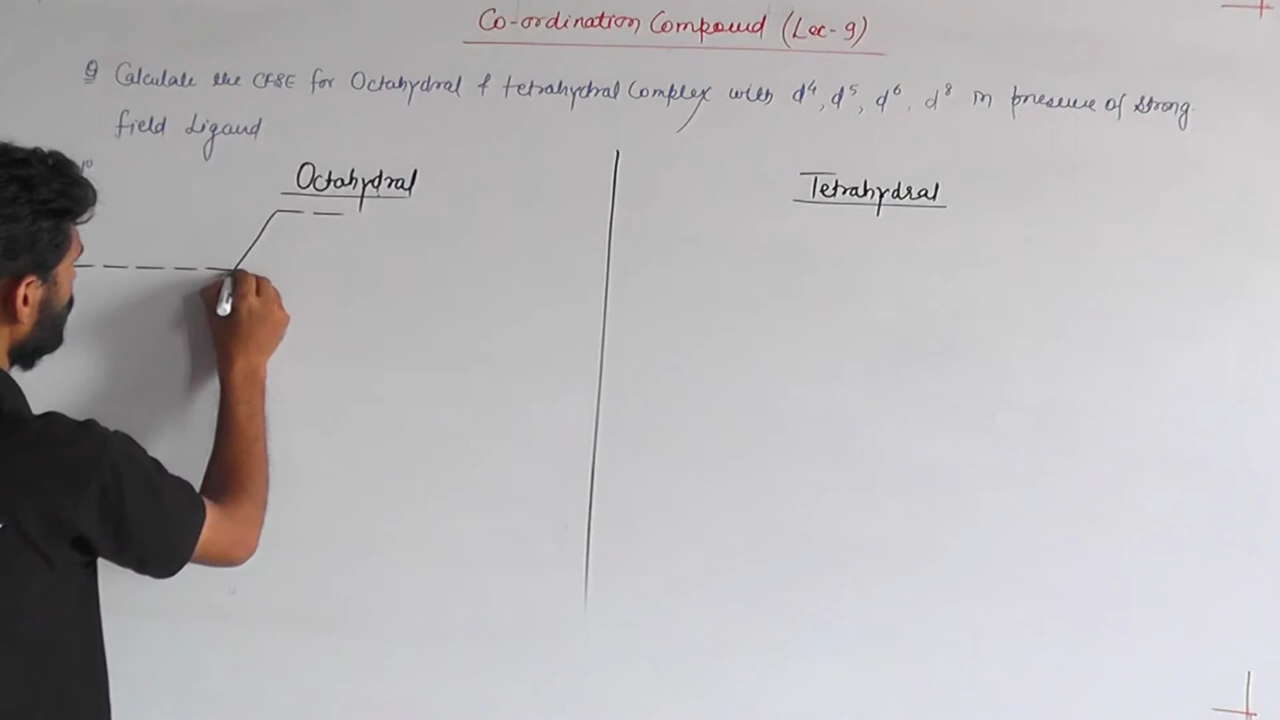 Co-ordination Compound (Lec-9)
Q Calculate the CFSE for Octahydral & tetrahydral Complex with d⁴, d⁵, d⁶, d⁸ in presence of strong
field Ligand
Octahydral
Tetrahydral